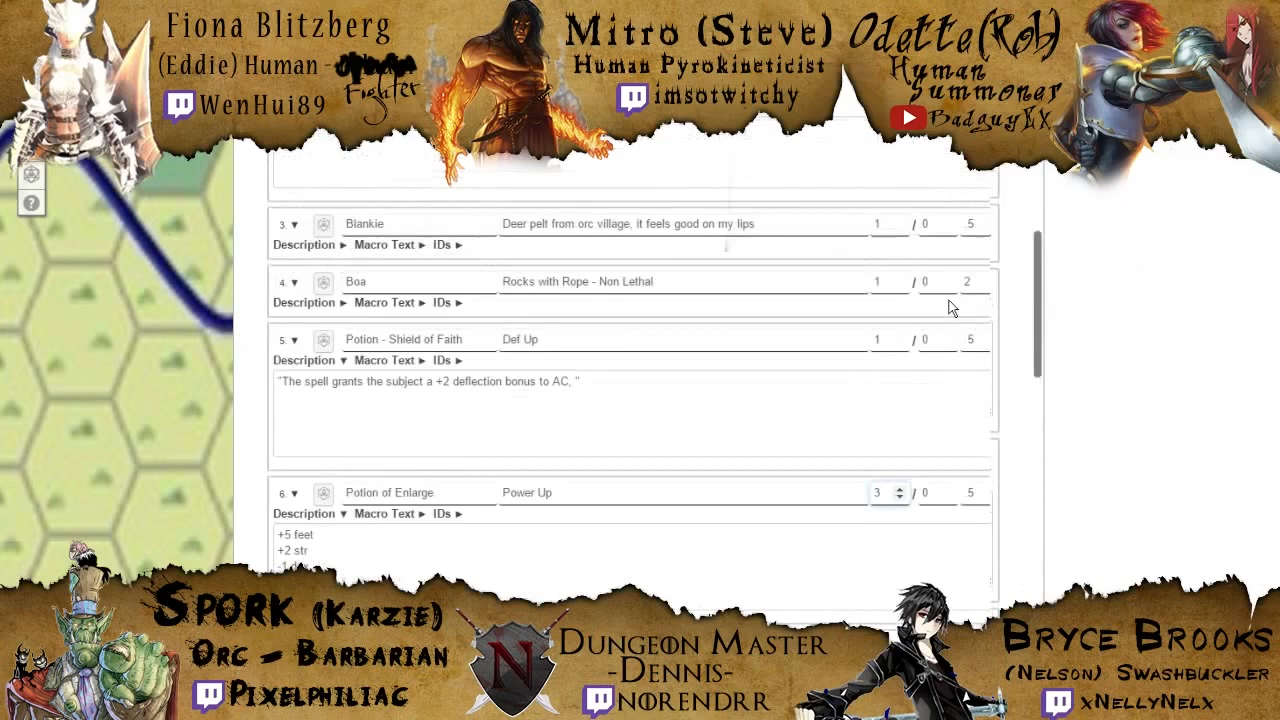 Fiona Blitzberg
(Eddie) Human -
Fighter
WenHui89
Mitro (Steve)
Human Pyrokineticist
imsotwitchy
Odette(Rob)
Human
Summoner
BadguyEX
3. Blankie Deer pelt from orc village, it feels good on my lips 1 / 0 .5
Description Macro Text IDs
4. Boa Rocks with Rope - Non Lethal 1 / 0 2
Description Macro Text IDs
5. Potion - Shield of Faith Def Up 1 / 0 .5
Description Macro Text IDs
"The spell grants the subject a +2 deflection bonus to AC, "
6. Potion of Enlarge Power Up 3 / 0 .5
Description Macro Text IDs
+5 feet
+2 str
Spork (Karzie)
Orc - Barbarian
Pixelphiliac
N
Dungeon Master
-Dennis-
norendrr
Bryce Brooks
(Nelson) Swashbuckler
xNellyNelx